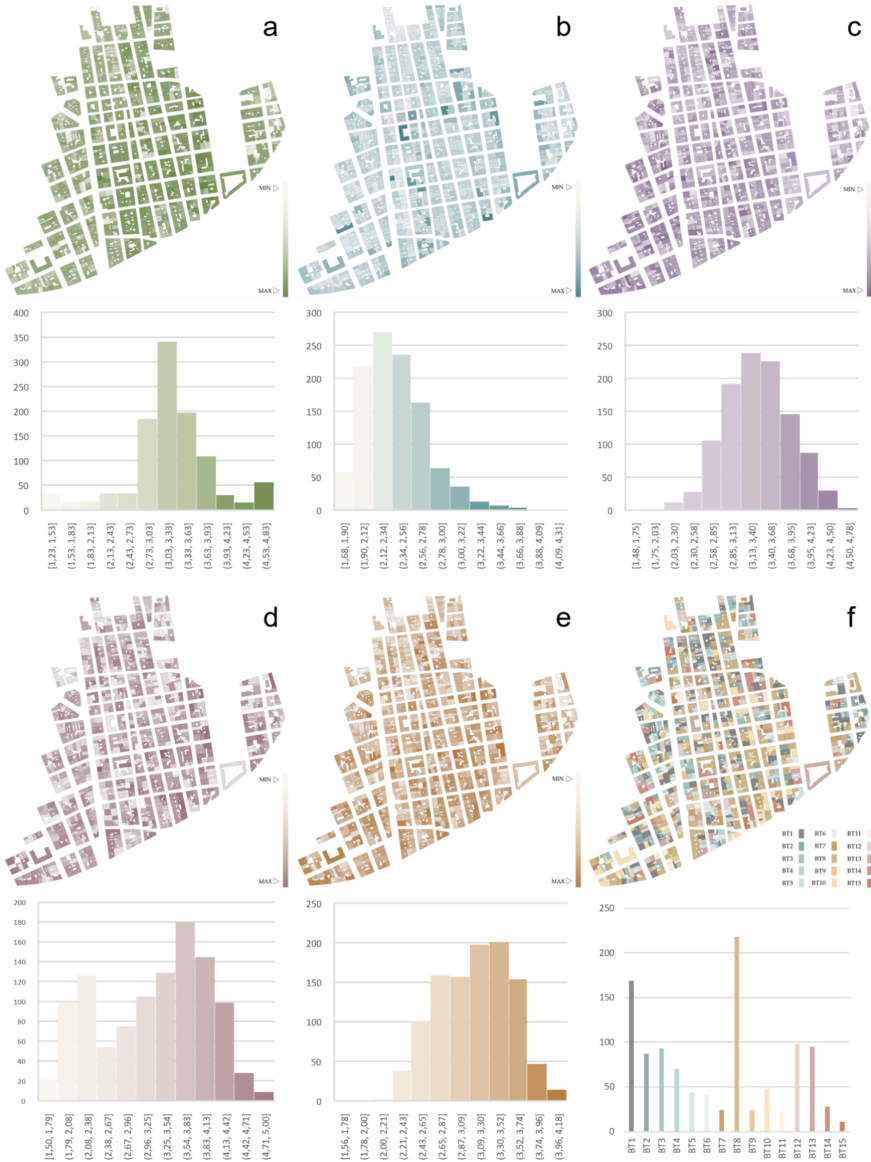 a
b
c
MIN ▷
MIN ▷
MIN ▷
MAX ▷
MAX ▷
MAX ▷
400
350
300
250
200
150
100
50
0
[1,23, 1,53]
(1,53, 1,83]
(1,83, 2,13]
(2,13, 2,43]
(2,43, 2,73]
(2,73, 3,03]
(3,03, 3,33]
(3,33, 3,63]
(3,63, 3,93]
(3,93, 4,23]
(4,23, 4,53]
(4,53, 4,83]
300
250
200
150
100
50
0
[1,68, 1,90]
(1,90, 2,12]
(2,12, 2,34]
(2,34, 2,56]
(2,56, 2,78]
(2,78, 3,00]
(3,00, 3,22]
(3,22, 3,44]
(3,44, 3,66]
(3,66, 3,88]
(3,88, 4,09]
(4,09, 4,31]
300
250
200
150
100
50
0
[1,48, 1,75]
(1,75, 2,03]
(2,03, 2,30]
(2,30, 2,58]
(2,58, 2,85]
(2,85, 3,13]
(3,13, 3,40]
(3,40, 3,68]
(3,68, 3,95]
(3,95, 4,23]
(4,23, 4,50]
(4,50, 4,78]
d
e
f
MIN ▷
MIN ▷
MAX ▷
MAX ▷
BT1 BT6 BT11
BT2 BT7 BT12
BT3 BT8 BT13
BT4 BT9 BT14
BT5 BT10 BT15
200
180
160
140
120
100
80
60
40
20
0
[1,50, 1,79]
(1,79, 2,08]
(2,08, 2,38]
(2,38, 2,67]
(2,67, 2,96]
(2,96, 3,25]
(3,25, 3,54]
(3,54, 3,83]
(3,83, 4,13]
(4,13, 4,42]
(4,42, 4,71]
(4,71, 5,00]
250
200
150
100
50
0
[1,56, 1,78]
(1,78, 2,00]
(2,00, 2,21]
(2,21, 2,43]
(2,43, 2,65]
(2,65, 2,87]
(2,87, 3,09]
(3,09, 3,30]
(3,30, 3,52]
(3,52, 3,74]
(3,74, 3,96]
(3,96, 4,18]
250
200
150
100
50
0
BT1
BT2
BT3
BT4
BT5
BT6
BT7
BT8
BT9
BT10
BT11
BT12
BT13
BT14
BT15